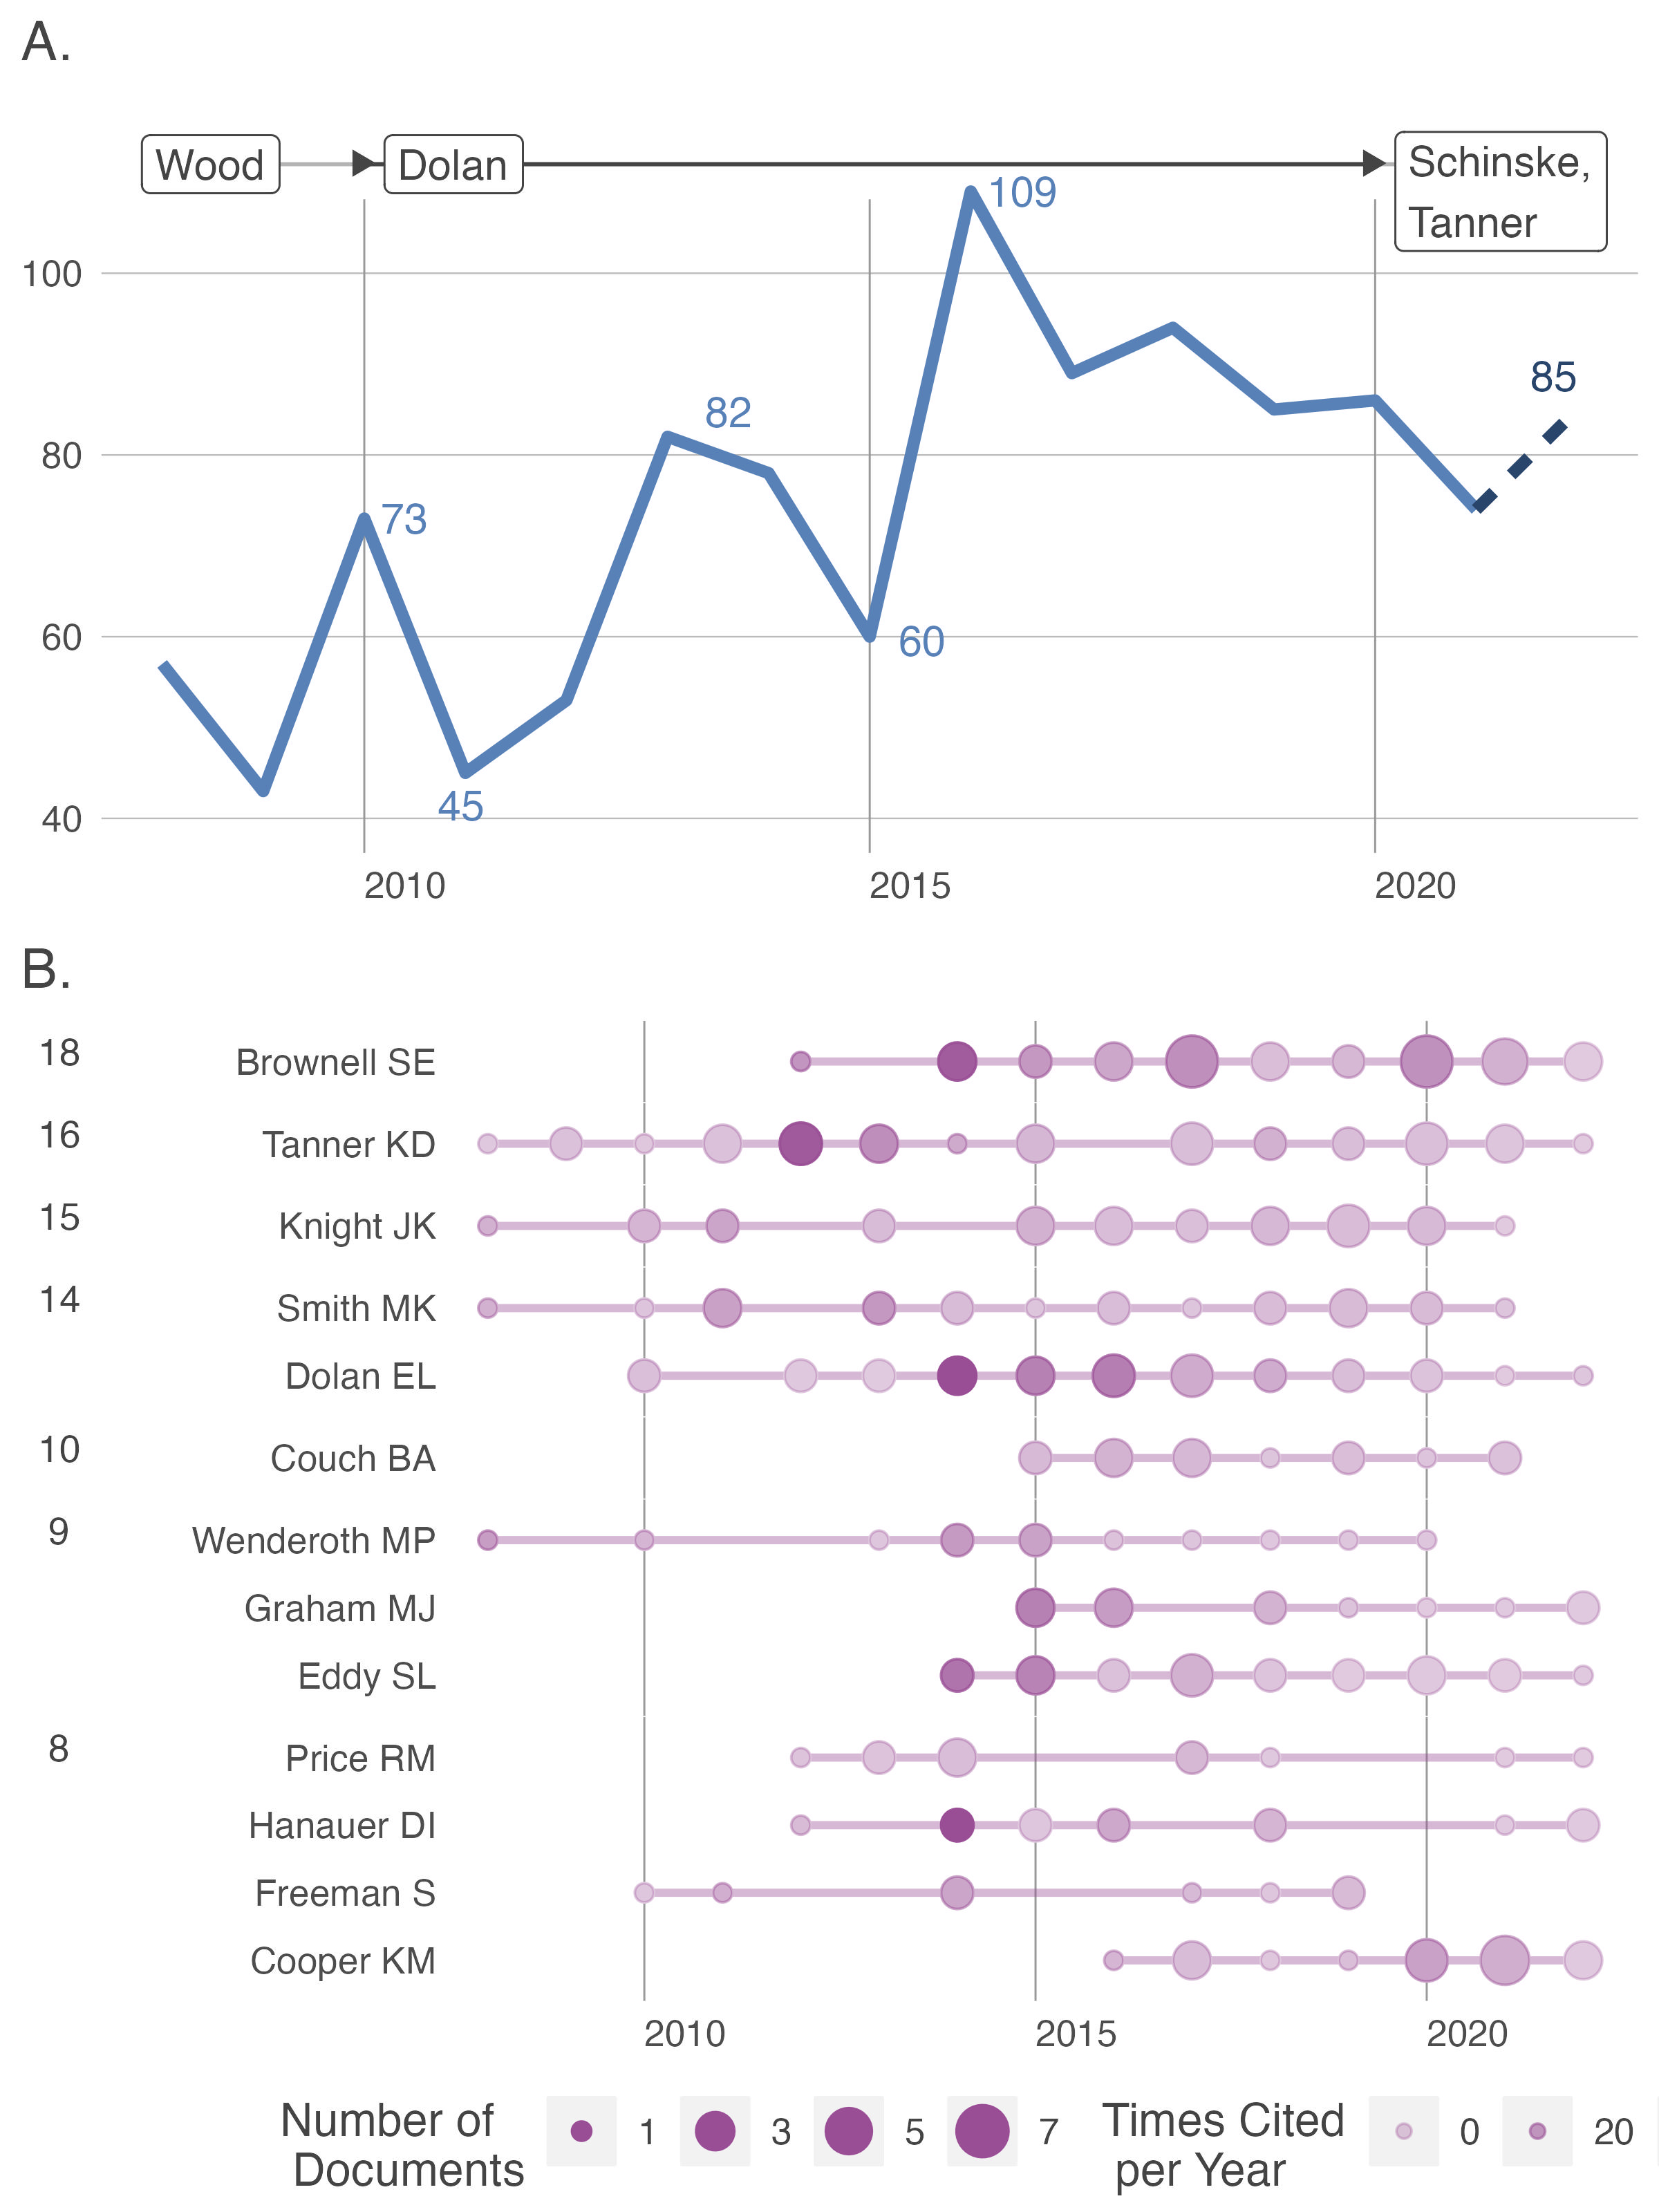 A.
Wood
Dolan
Schinske,
Tanner
109
100
85
82
80
73
60
60
45
40
2010 2015 2020
B.
18 Brownell SE
16 Tanner KD
15 Knight JK
14 Smith MK
Dolan EL
10 Couch BA
9 Wenderoth MP
Graham MJ
Eddy SL
8 Price RM
Hanauer DI
Freeman S
Cooper KM
2010 2015 2020
Number of
Documents
1 3 5 7
Times Cited
per Year
0 20